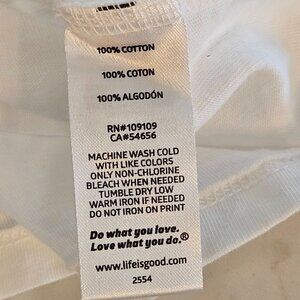 100% COTTON
100% COTON
100% ALGODÓN
RN#109109
CA#54656
MACHINE WASH COLD
WITH LIKE COLORS
ONLY NON-CHLORINE
BLEACH WHEN NEEDED
TUMBLE DRY LOW
WARM IRON IF NEEDED
DO NOT IRON ON PRINT
Do what you love.
Love what you do.®
www.lifeisgood.com
2554